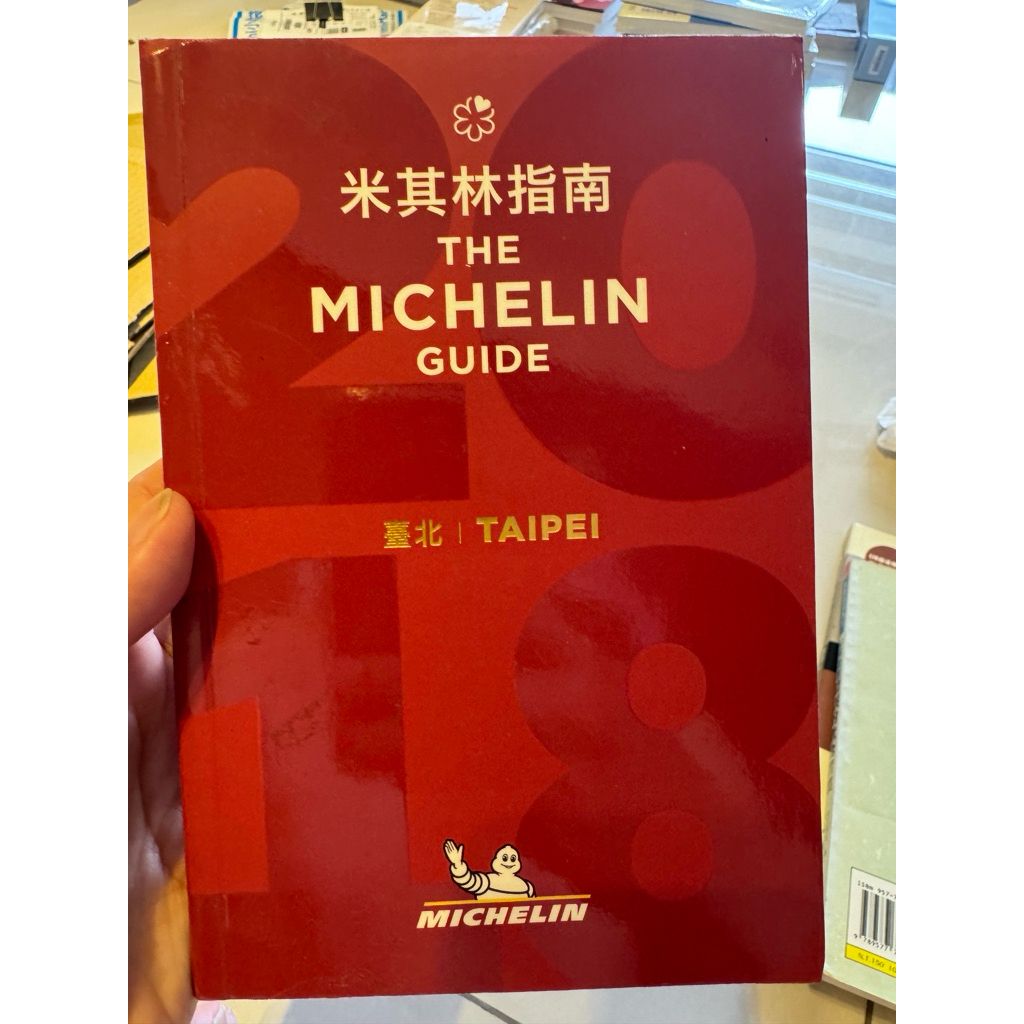 2018
米其林指南
THE
MICHELIN
GUIDE
臺北 | TAIPEI
MICHELIN